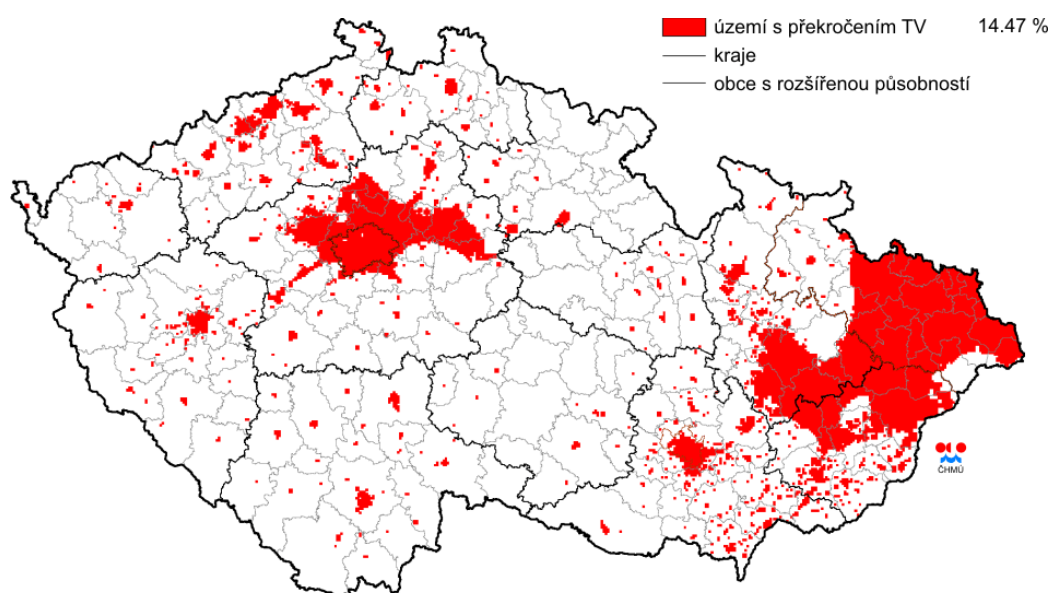 území s překročením TV 14.47 %
kraje
obce s rozšířenou působností
ČHMÚ